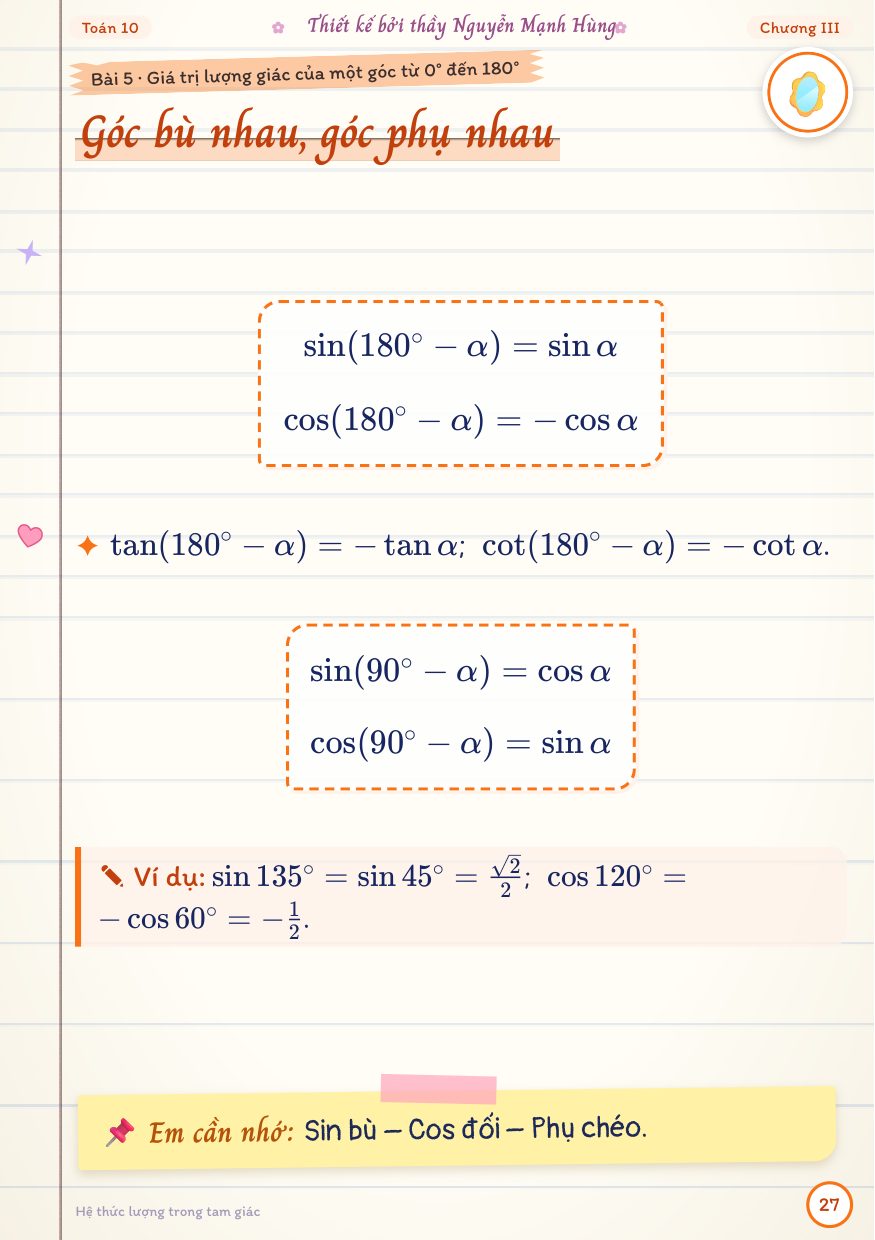 Toán 10
Thiết kế bởi thầy Nguyễn Mạnh Hùng
Chương III
Bài 5 · Giá trị lượng giác của một góc từ 0° đến 180°
Góc bù nhau, góc phụ nhau
sin(180° − α) = sin α
cos(180° − α) = − cos α
tan(180° − α) = − tan α; cot(180° − α) = − cot α.
sin(90° − α) = cos α
cos(90° − α) = sin α
Ví dụ: sin 135° = sin 45° = √2/2; cos 120° =
− cos 60° = −1/2.
Em cần nhớ: Sin bù – Cos đối – Phụ chéo.
Hệ thức lượng trong tam giác
27